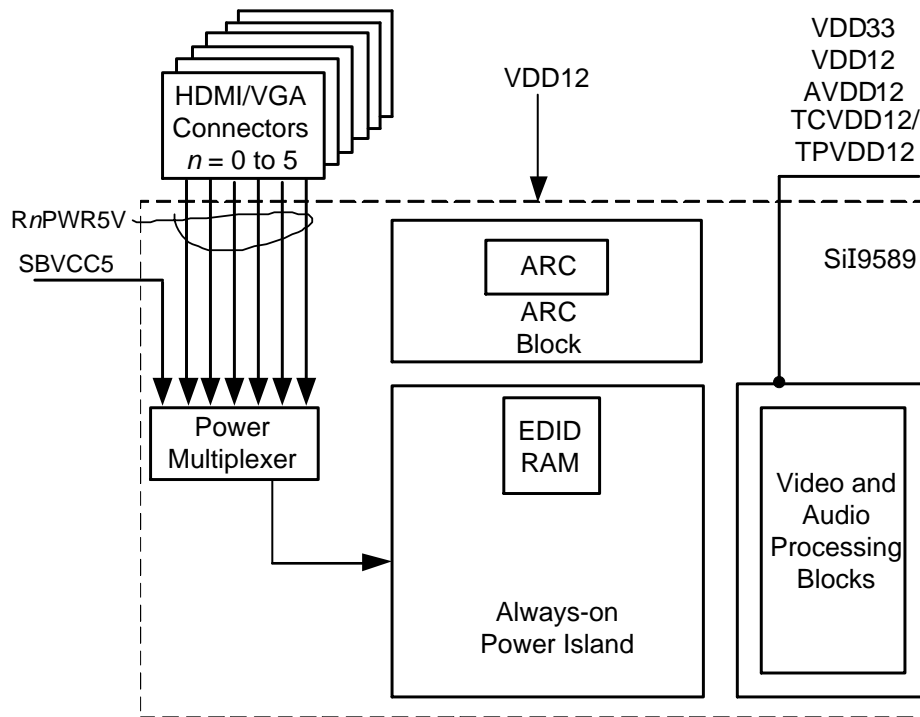 VDD33
VDD12
AVDD12
TCVDD12/
TPVDD12
HDMI/VGA
Connectors
n = 0 to 5
VDD12
RnPWR5V
SBVCC5
SiI9589
ARC
ARC
Block
Power
Multiplexer
EDID
RAM
Video and
Audio
Processing
Blocks
Always-on
Power Island